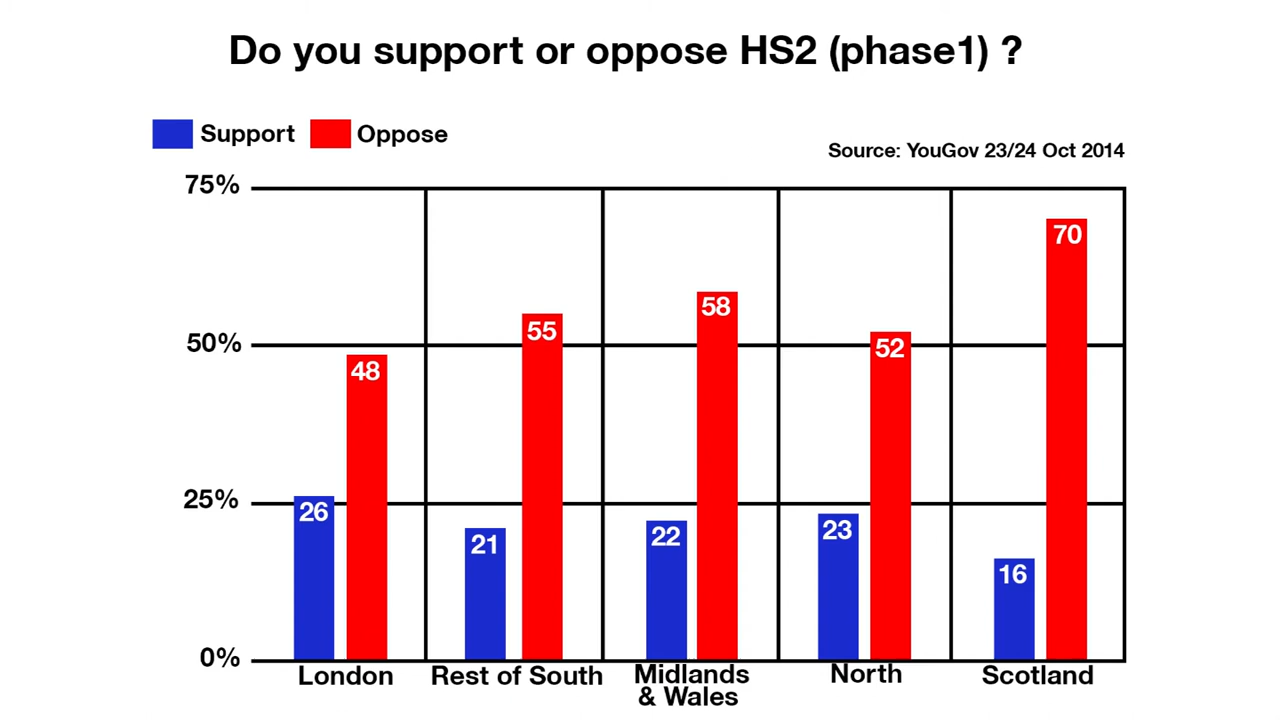 Do you support or oppose HS2 (phase1) ?
Support Oppose
Source: YouGov 23/24 Oct 2014
75%
50%
25%
0%
26
48
21
55
22
58
23
52
16
70
London
Rest of South
Midlands
& Wales
North
Scotland